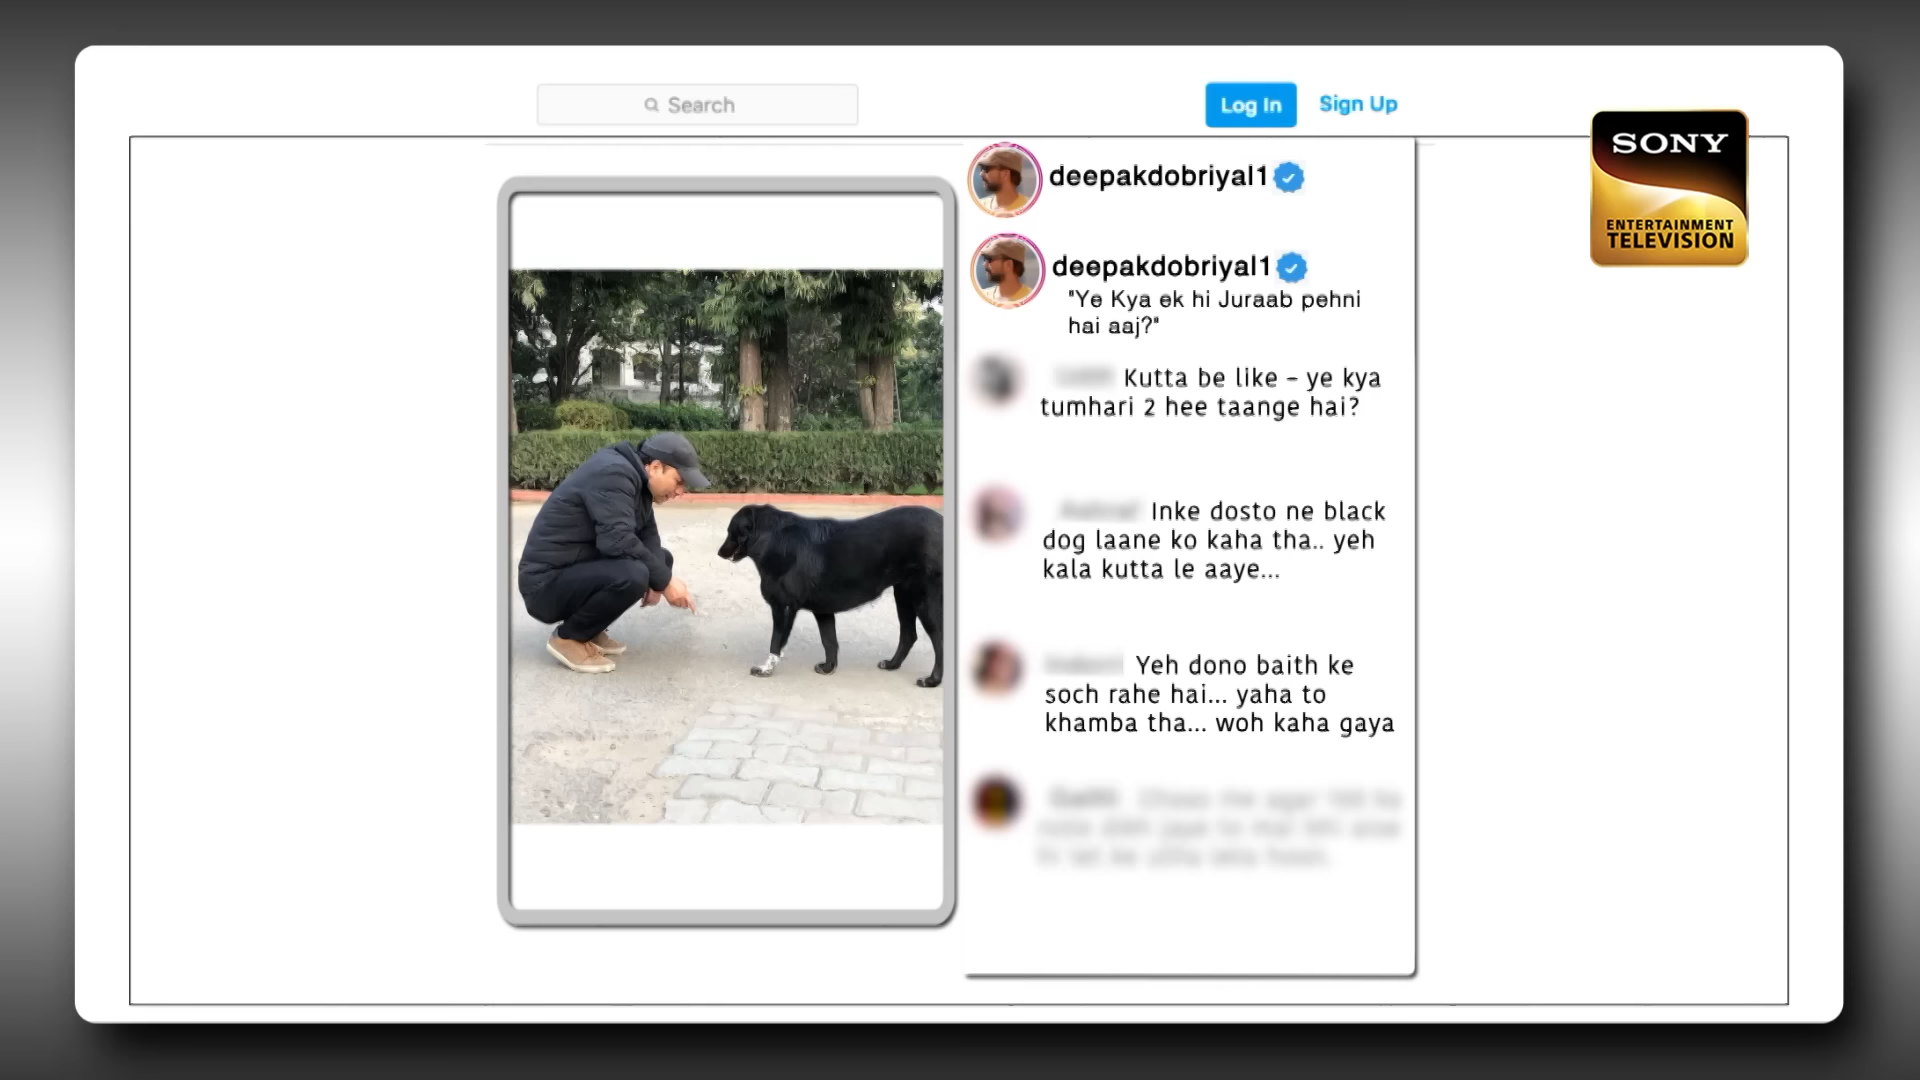 Search
Log In
Sign Up
SONY
ENTERTAINMENT
TELEVISION
deepakdobriyal1
deepakdobriyal1
"Ye Kya ek hi Juraab pehni
hai aaj?"
Kutta be like - ye kya
tumhari 2 hee taange hai?
Inke dosto ne black
dog laane ko kaha tha.. yeh
kala kutta le aaye...
Yeh dono baith ke
soch rahe hai... yaha to
khamba tha... woh kaha gaya